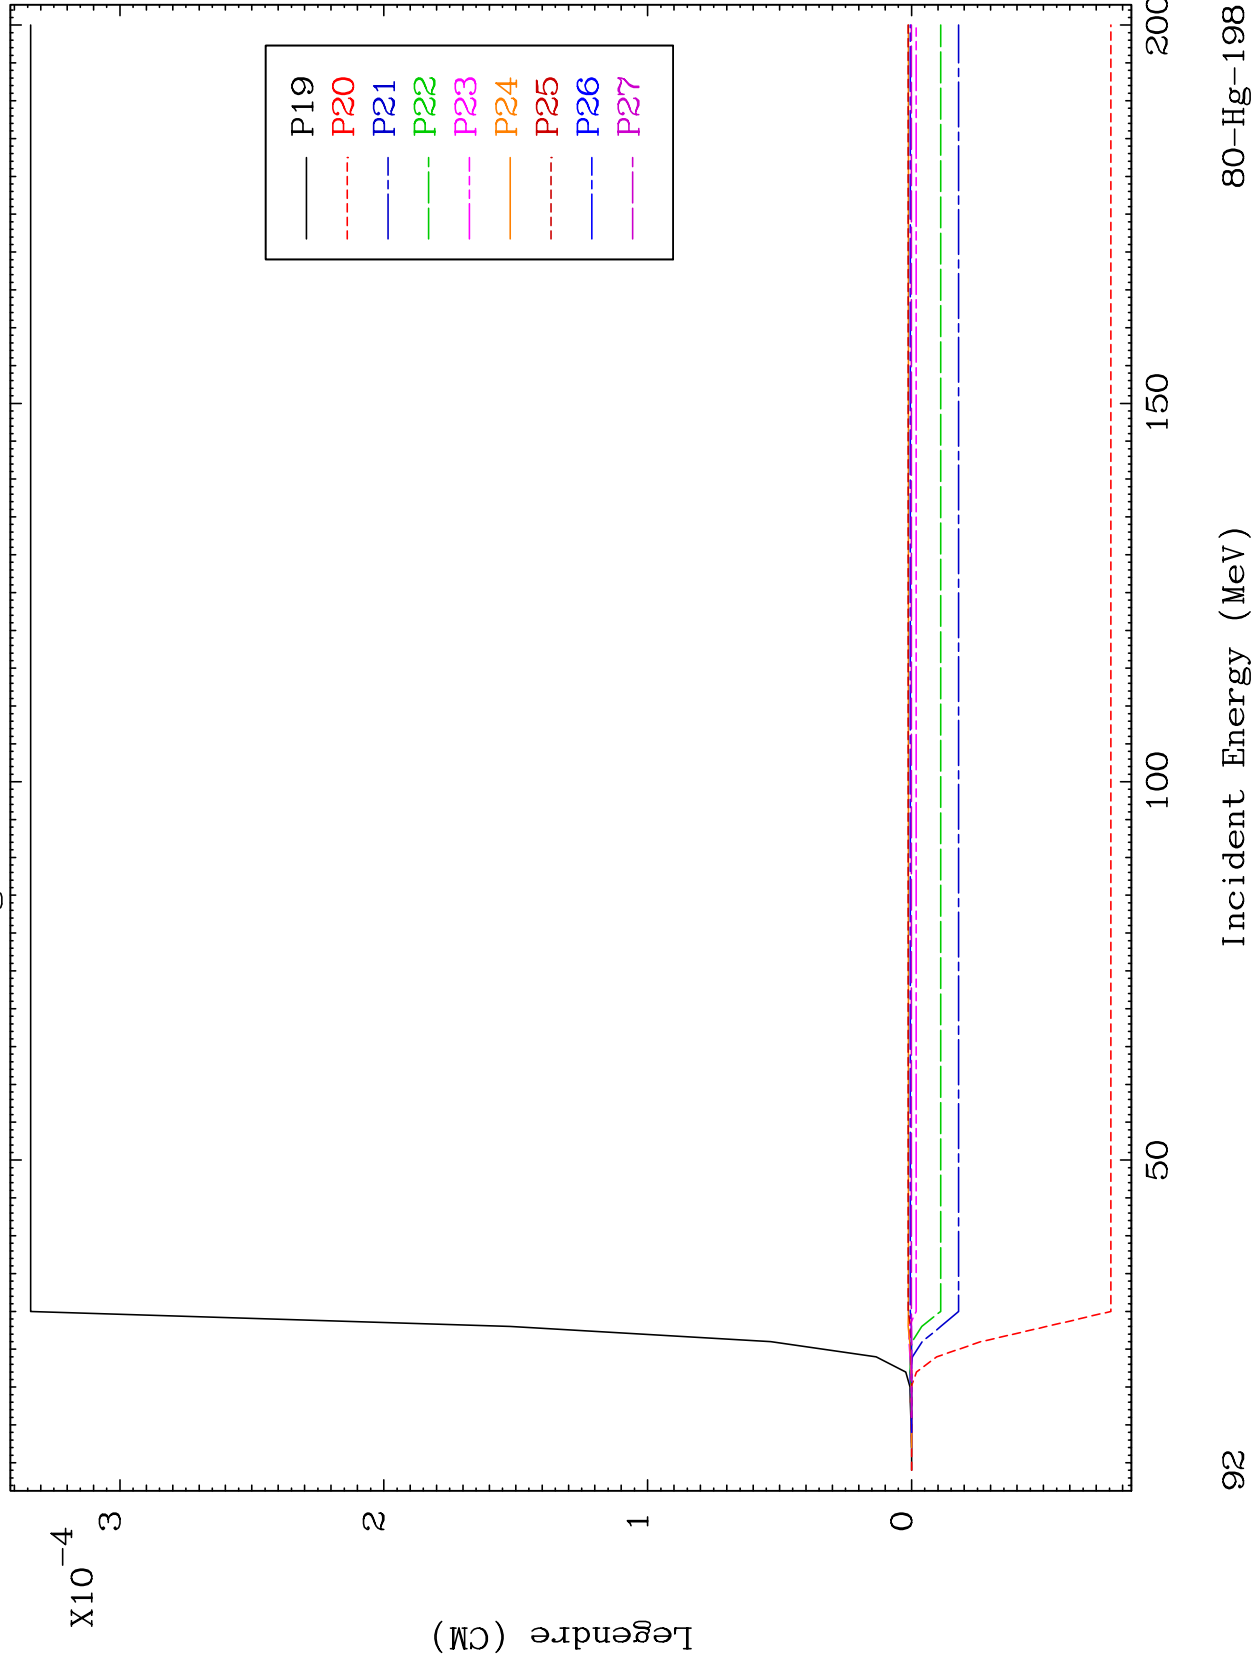 X10-4
3
2
1
0
Legendre (CM)
P19
P20
P21
P22
P23
P24
P25
P26
P27
50
100
150
200
Incident Energy (MeV)
92
80-Hg-198